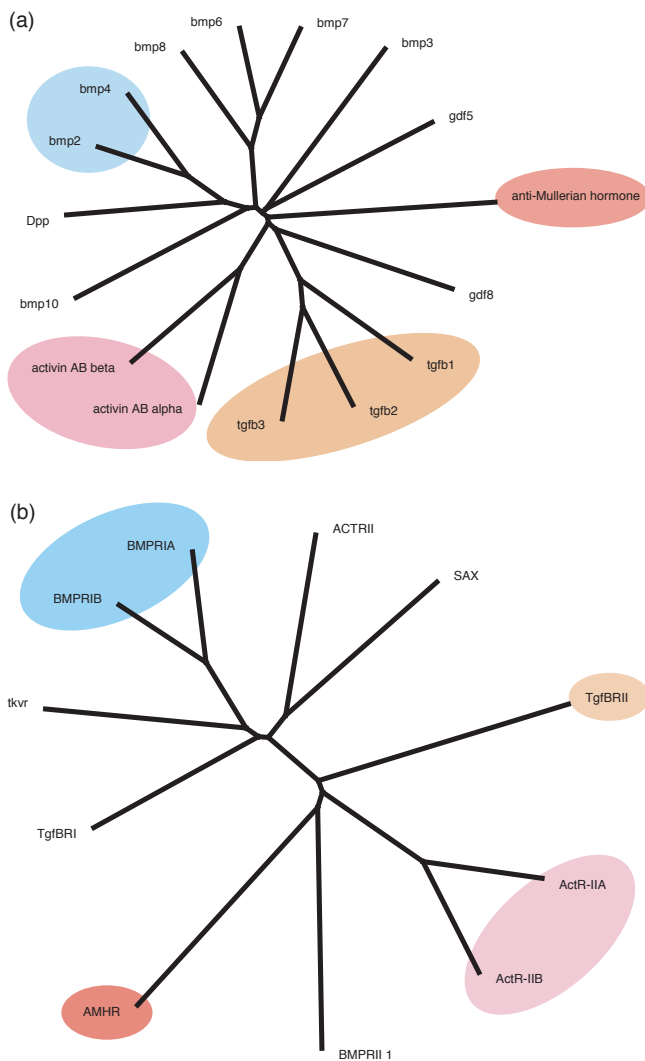 (a)
bmp6
bmp7
bmp8
bmp3
bmp4
gdf5
bmp2
anti-Mullerian hormone
Dpp
gdf8
bmp10
activin AB beta
tgfb1
activin AB alpha
tgfb2
tgfb3
(b)
ACTRII
BMPRIA
SAX
BMPRIB
tkvr
TgfBRII
TgfBRI
ActR-IIA
ActR-IIB
AMHR
BMPRII 1